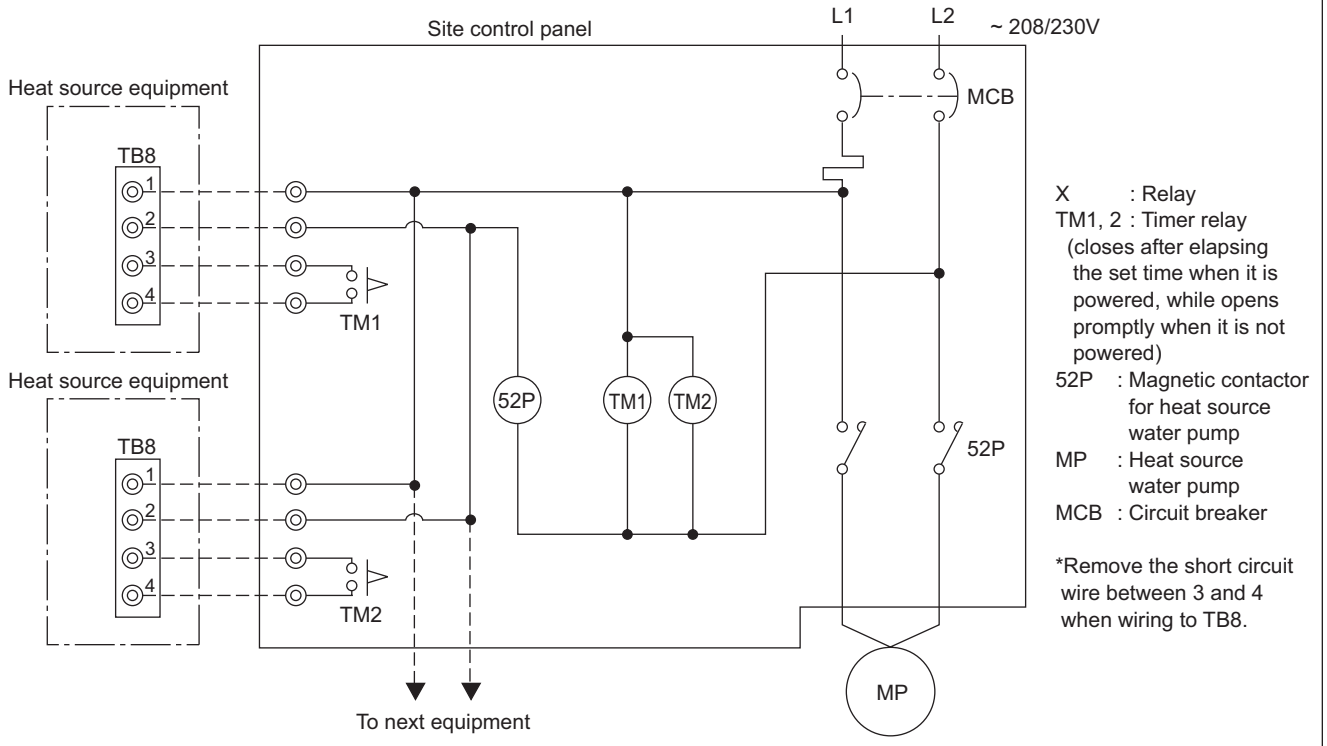 Site control panel
L1
L2
~ 208/230V
MCB
Heat source equipment
TB8
1
2
3
4
TM1
Heat source equipment
TB8
1
2
3
4
TM2
52P
TM1
TM2
52P
MP
To next equipment
X : Relay
TM1, 2 : Timer relay
(closes after elapsing
the set time when it is
powered, while opens
promptly when it is not
powered)
52P : Magnetic contactor
for heat source
water pump
MP : Heat source
water pump
MCB : Circuit breaker
*Remove the short circuit
wire between 3 and 4
when wiring to TB8.